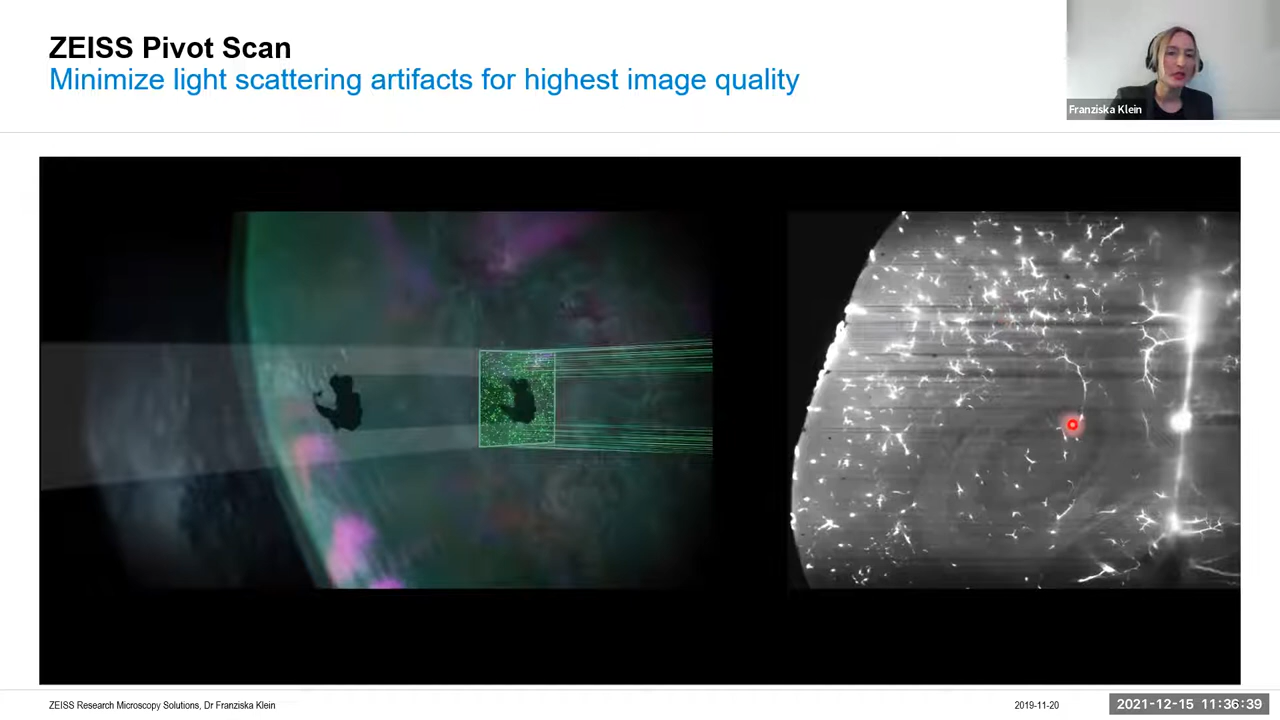 ZEISS Pivot Scan
Minimize light scattering artifacts for highest image quality
Franziska Klein
ZEISS Research Microscopy Solutions, Dr Franziska Klein
2019-11-20
2021-12-15 11:36:39